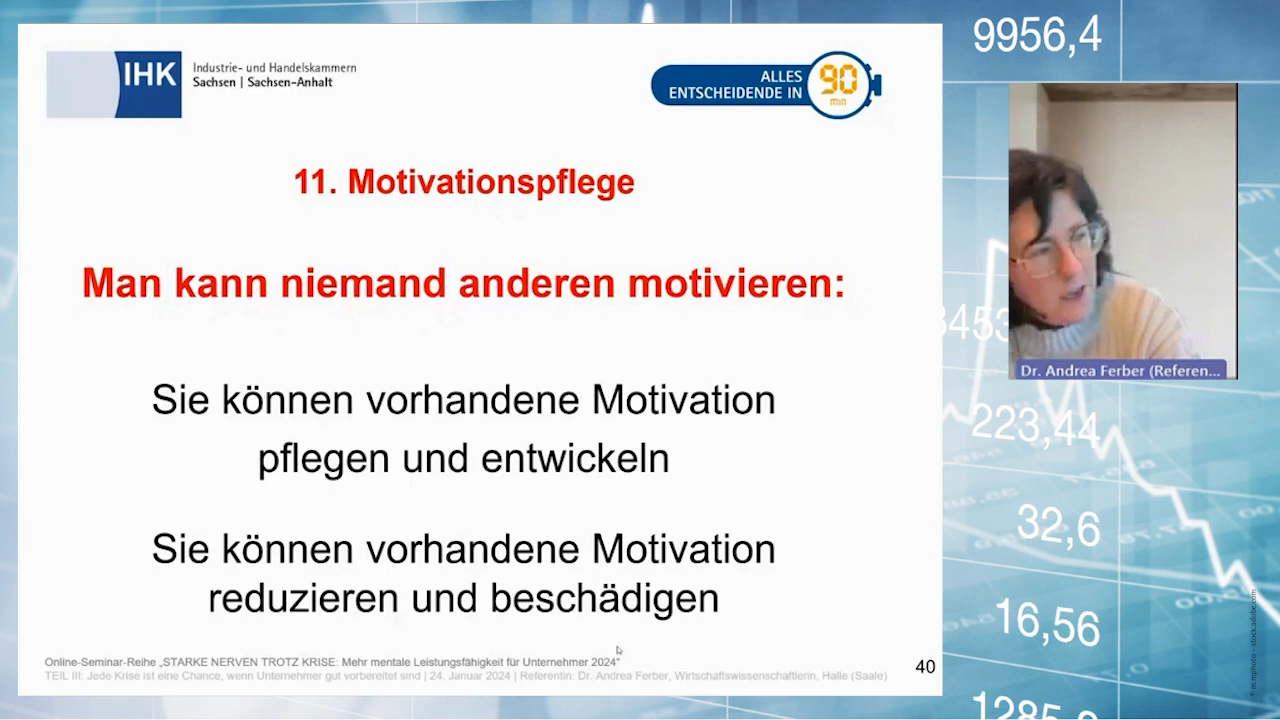 IHK
Industrie- und Handelskammern
Sachsen | Sachsen-Anhalt
ALLES
ENTSCHEIDENDE IN
90
min
11. Motivationspflege
Man kann niemand anderen motivieren:
Sie können vorhandene Motivation
pflegen und entwickeln
Sie können vorhandene Motivation
reduzieren und beschädigen
Online-Seminar-Reihe „STARKE NERVEN TROTZ KRISE: Mehr mentale Leistungsfähigkeit für Unternehmer 2024"
TEIL III: Jede Krise ist eine Chance, wenn Unternehmer gut vorbereitet sind | 24. Januar 2024 | Referentin: Dr. Andrea Ferber, Wirtschaftswissenschaftlerin, Halle (Saale)
40
9956,4
Dr. Andrea Ferber (Referen...
223,44
32,6
16,56